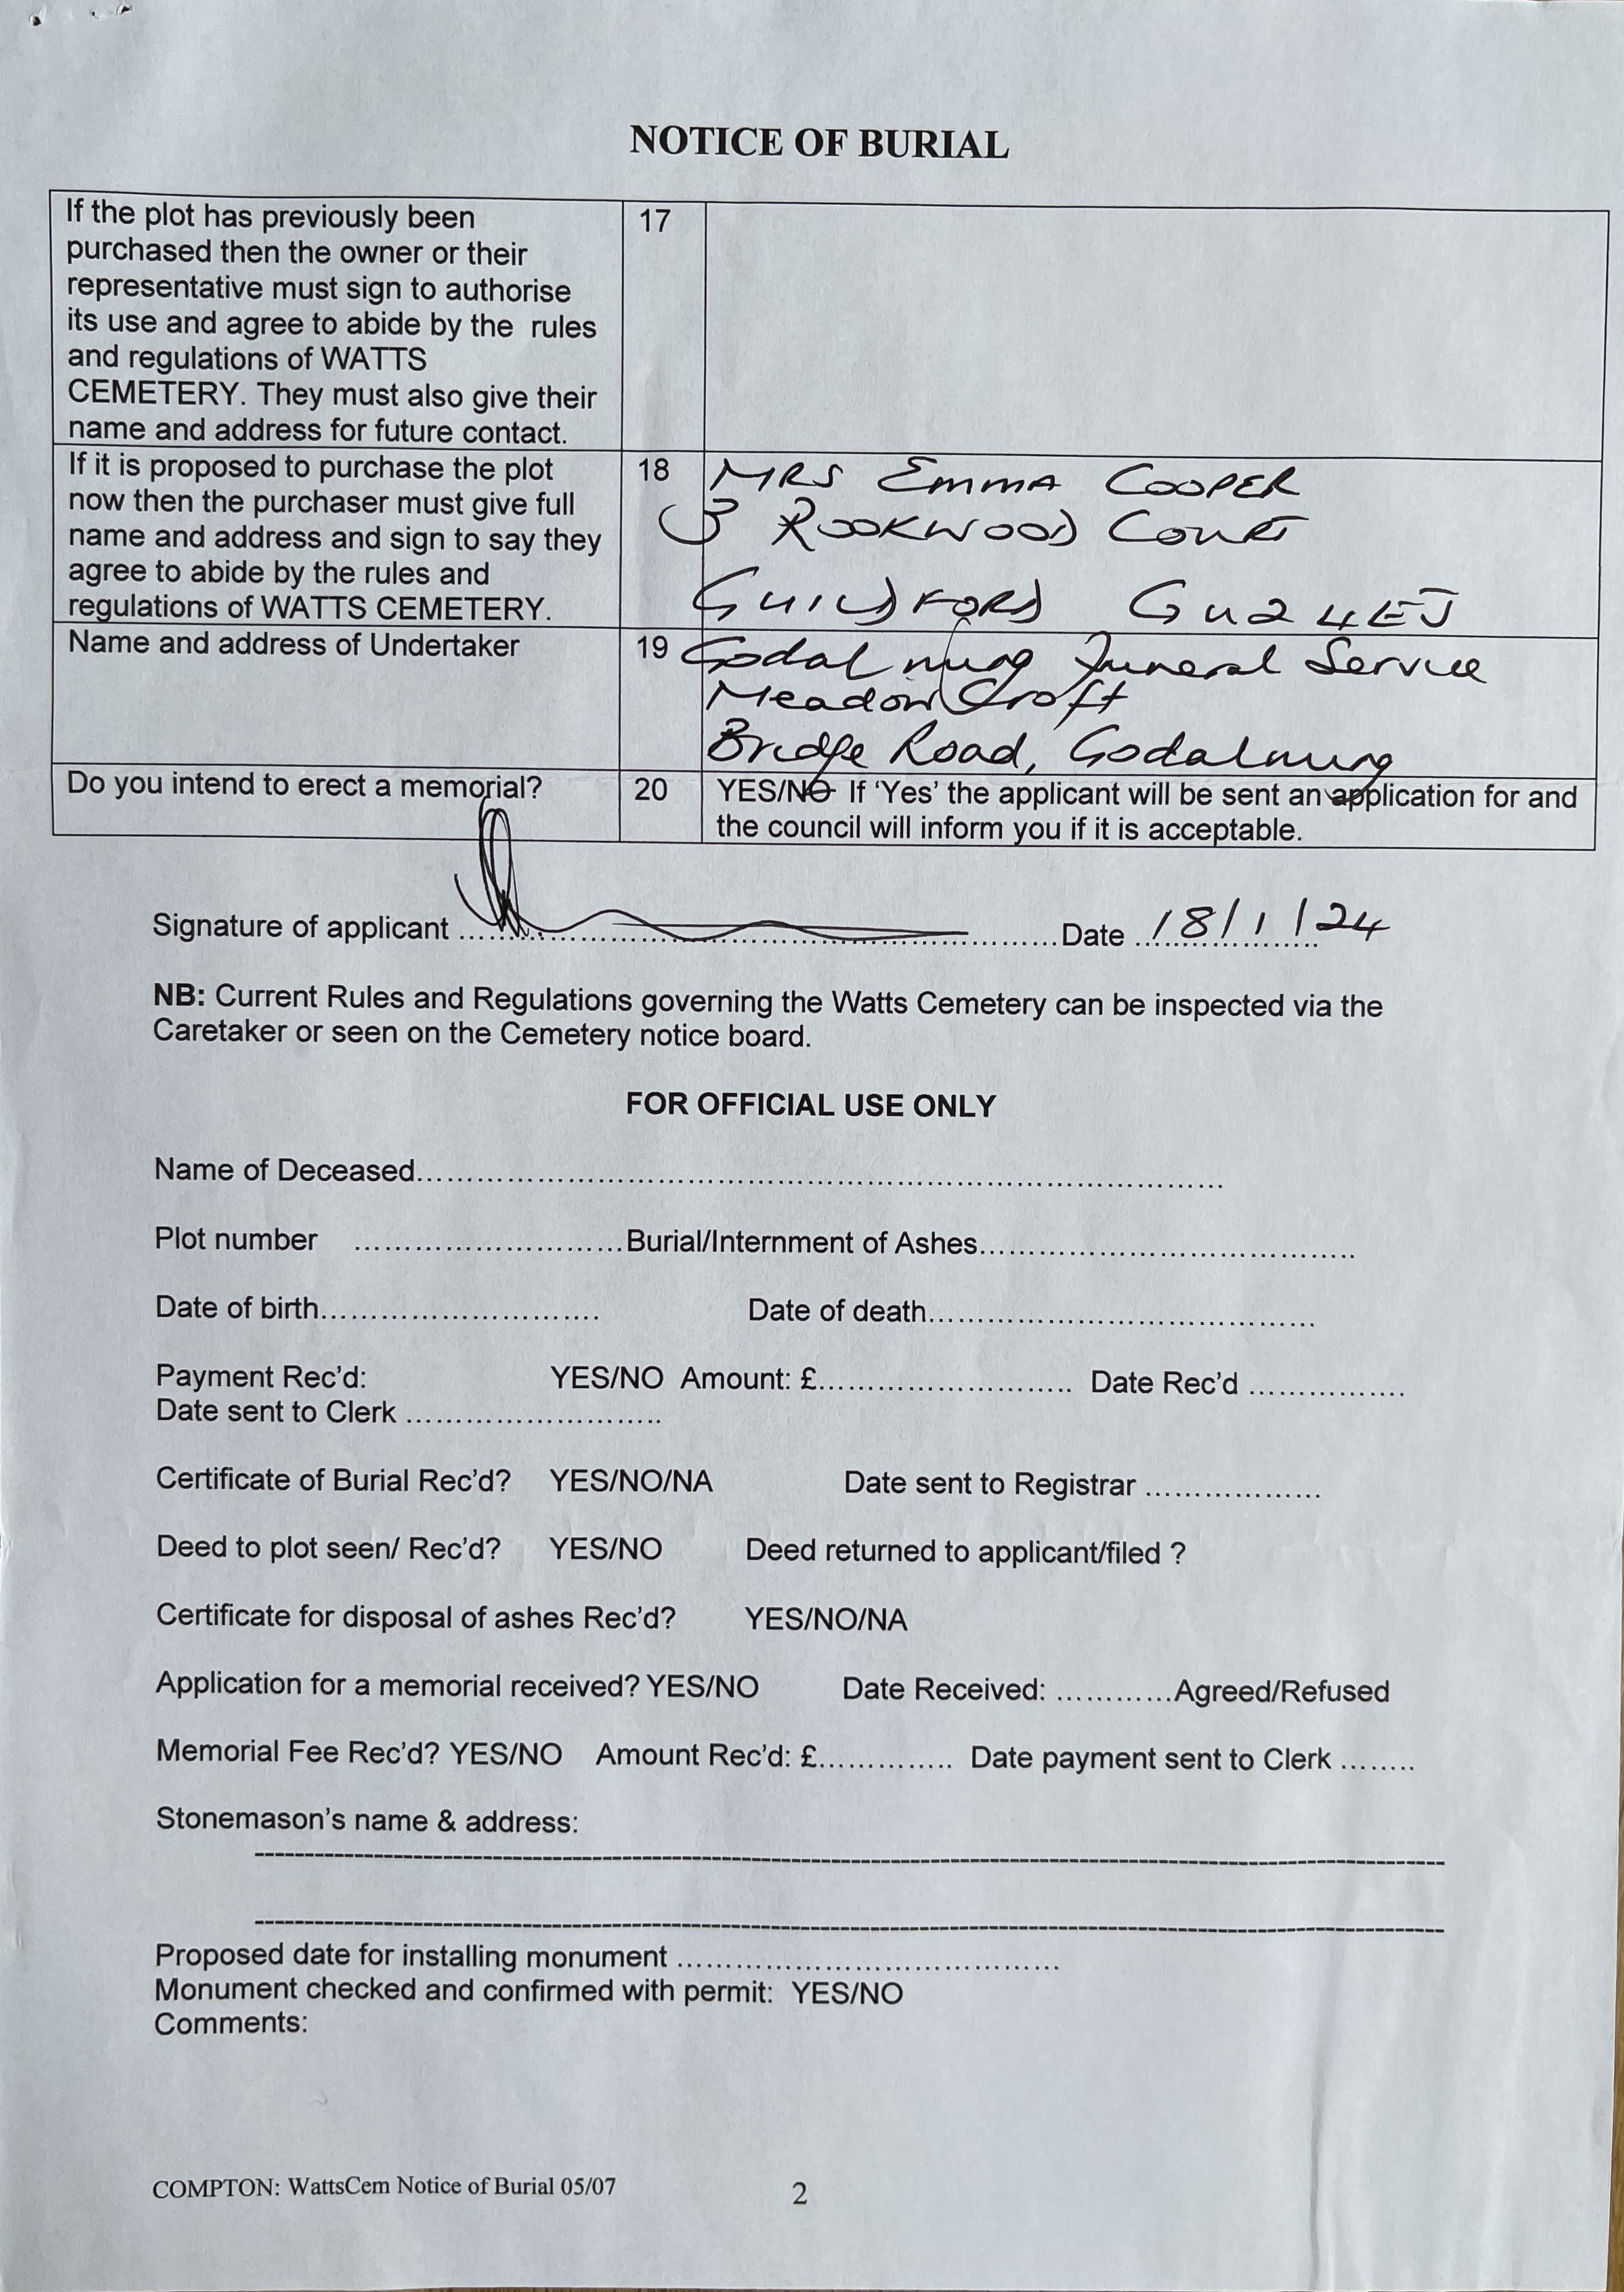 NOTICE OF BURIAL
If the plot has previously been
purchased then the owner or their
representative must sign to authorise
its use and agree to abide by the rules
and regulations of WATTS
CEMETERY. They must also give their
name and address for future contact.
17
If it is proposed to purchase the plot
now then the purchaser must give full
name and address and sign to say they
agree to abide by the rules and
regulations of WATTS CEMETERY.
18
MRS EMMA COOPER
3 ROOKWOOD COURT
GUILDFORD GU2 4EJ
Name and address of Undertaker
19
Godalming Funeral Service
Meadow Croft
Bridge Road, Godalming
Do you intend to erect a memorial?
20
YES/NO If ‘Yes’ the applicant will be sent an application for and
the council will inform you if it is acceptable.
Signature of applicant ........................................ Date 18/1/24
NB: Current Rules and Regulations governing the Watts Cemetery can be inspected via the
Caretaker or seen on the Cemetery notice board.
FOR OFFICIAL USE ONLY
Name of Deceased........................................
Plot number ....................Burial/Internment of Ashes..............................
Date of birth.................... Date of death..............................
Payment Rec’d: YES/NO Amount: £.................... Date Rec’d ...............
Date sent to Clerk ....................
Certificate of Burial Rec’d? YES/NO/NA Date sent to Registrar ...............
Deed to plot seen/ Rec’d? YES/NO Deed returned to applicant/filed ?
Certificate for disposal of ashes Rec’d? YES/NO/NA
Application for a memorial received? YES/NO Date Received: ............Agreed/Refused
Memorial Fee Rec’d? YES/NO Amount Rec’d: £.............. Date payment sent to Clerk ........
Stonemason’s name & address:
Proposed date for installing monument ..............................
Monument checked and confirmed with permit: YES/NO
Comments:
COMPTON: WattsCem Notice of Burial 05/07
2